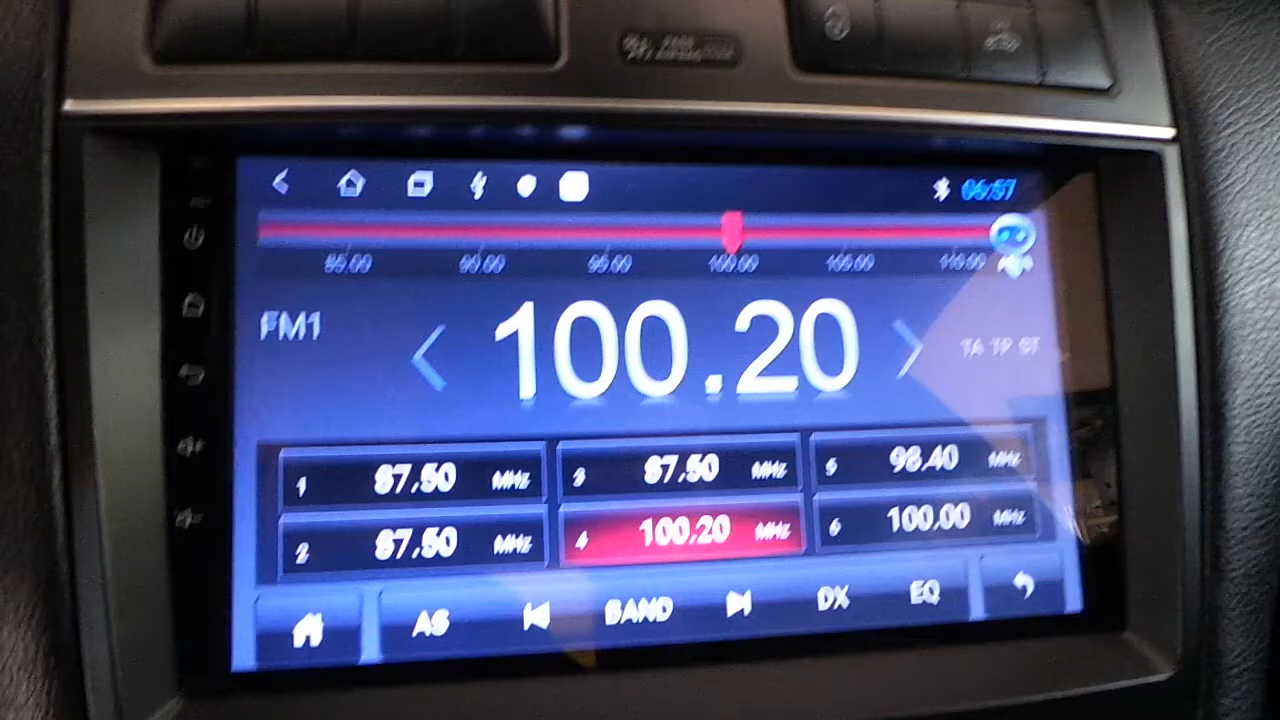 06:57
85.00 90.00 95.00 100.00 105.00 110.00
FM1
100.20
TA TP ST
1 87.50 MHz
3 87.50 MHz
5 98.40 MHz
2 87.50 MHz
4 100.20 MHz
6 100.00 MHz
AS BAND DX EQ